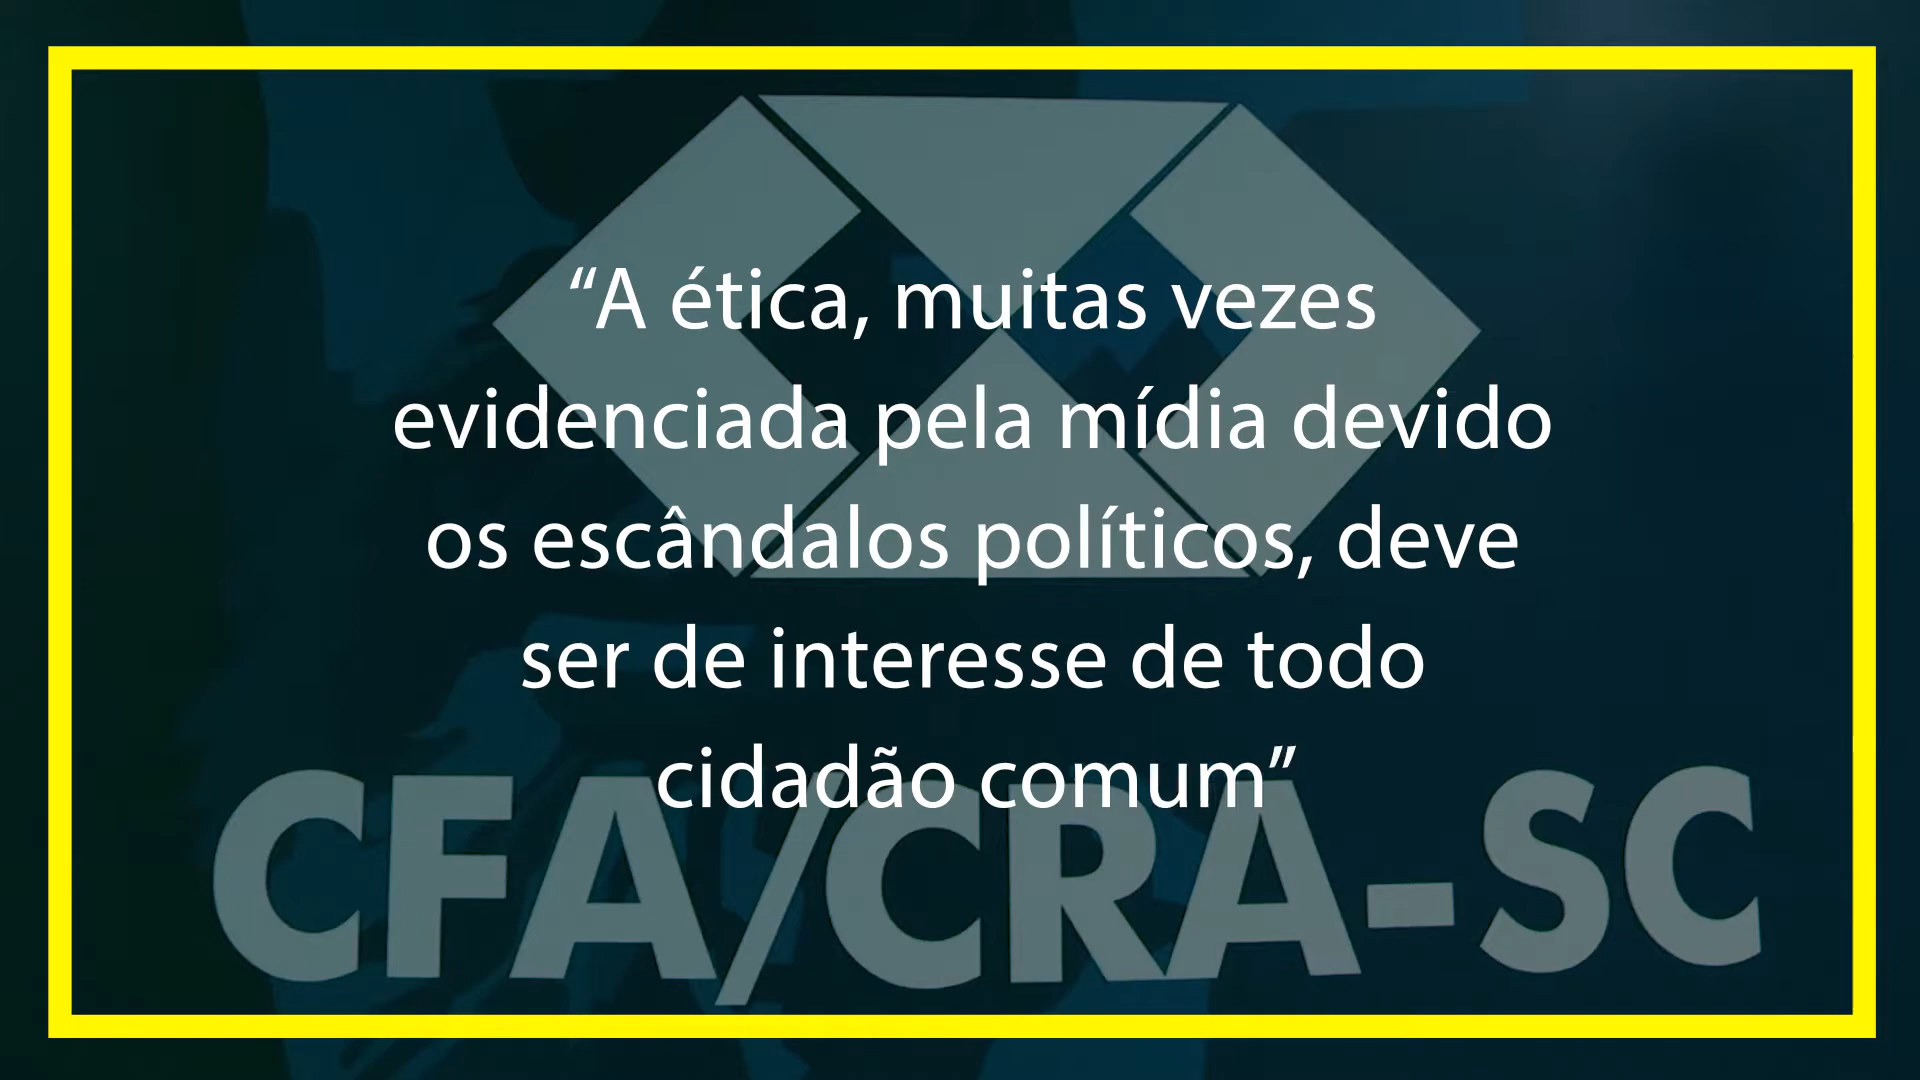 “A ética, muitas vezes
evidenciada pela mídia devido
os escândalos políticos, deve
ser de interesse de todo
cidadão comum”
CFA/CRA-SC